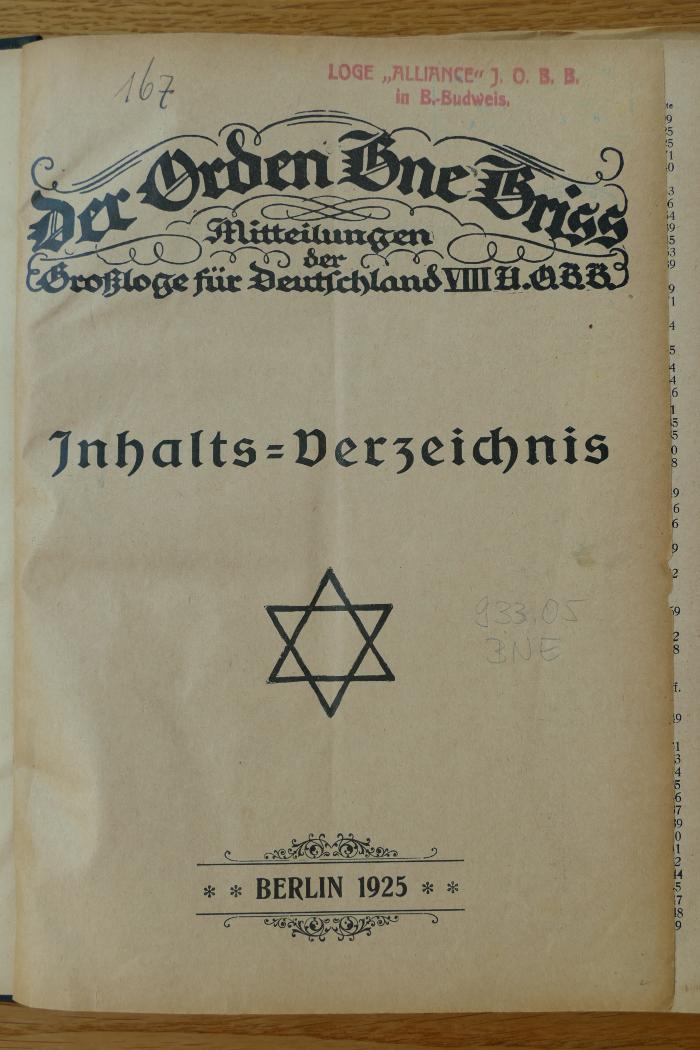 167
LOGE „ALLIANCE“ J. O. B. B.
in B.-Budweis.
Der Orden Bne Briss
Mitteilungen
der
Großloge für Deutschland VIII U.O.B.B.
Inhalts=Verzeichnis
933.05
BNE
* * BERLIN 1925 * *